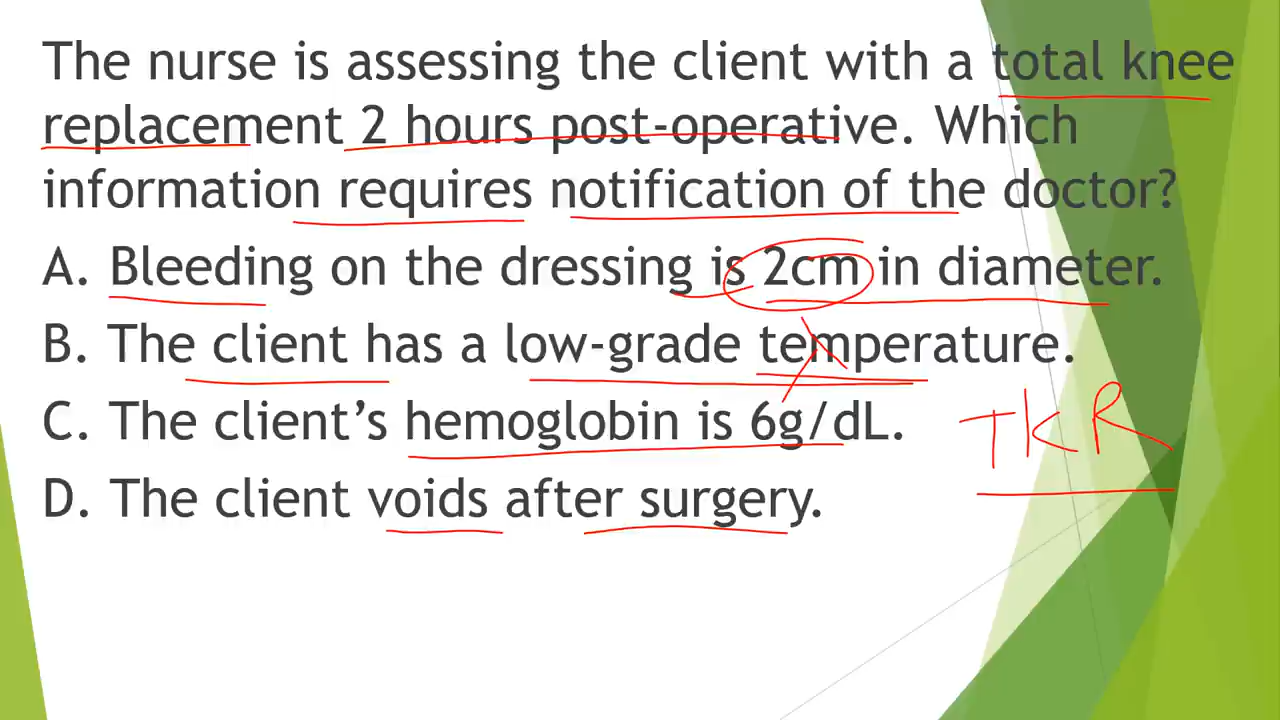 The nurse is assessing the client with a total knee
replacement 2 hours post-operative. Which
information requires notification of the doctor?
A. Bleeding on the dressing is 2cm in diameter.
B. The client has a low-grade temperature.
C. The client’s hemoglobin is 6g/dL.
TKR
D. The client voids after surgery.